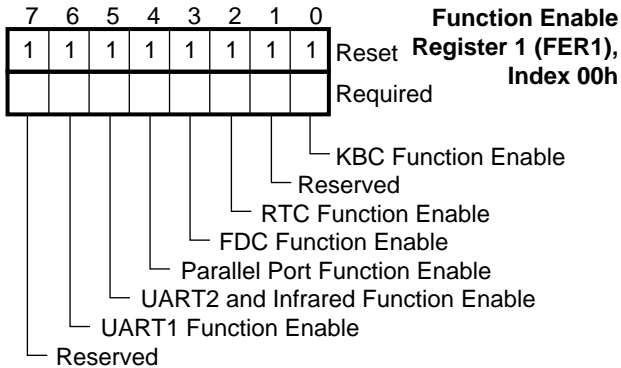 7 6 5 4 3 2 1 0
Function Enable
Register 1 (FER1),
Index 00h
1 1 1 1 1 1 1 1 Reset
Required
KBC Function Enable
Reserved
RTC Function Enable
FDC Function Enable
Parallel Port Function Enable
UART2 and Infrared Function Enable
UART1 Function Enable
Reserved